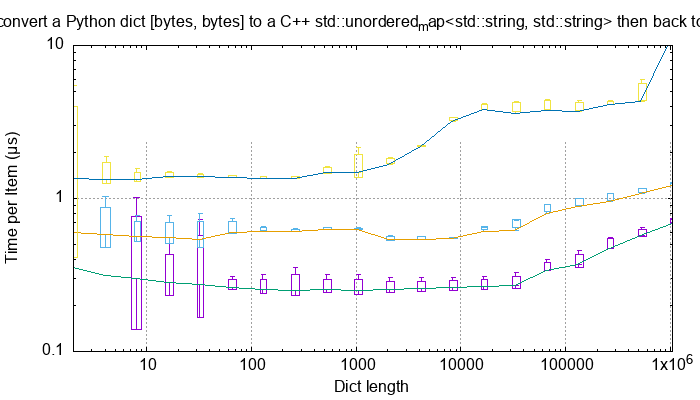 convert a Python dict [bytes, bytes] to a C++ std::unordered_map<std::string, std::string> then back to
10
1
0.1
Time per Item (µs)
10
100
1000
10000
100000
1x10^6
Dict length